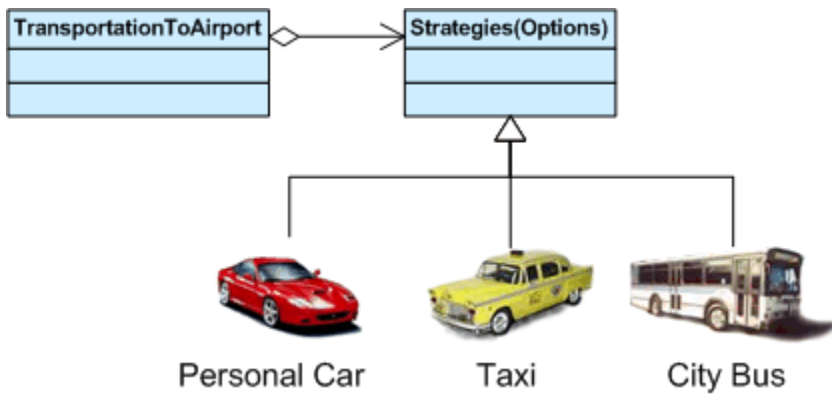 TransportationToAirport
Strategies(Options)
Personal Car
Taxi
City Bus